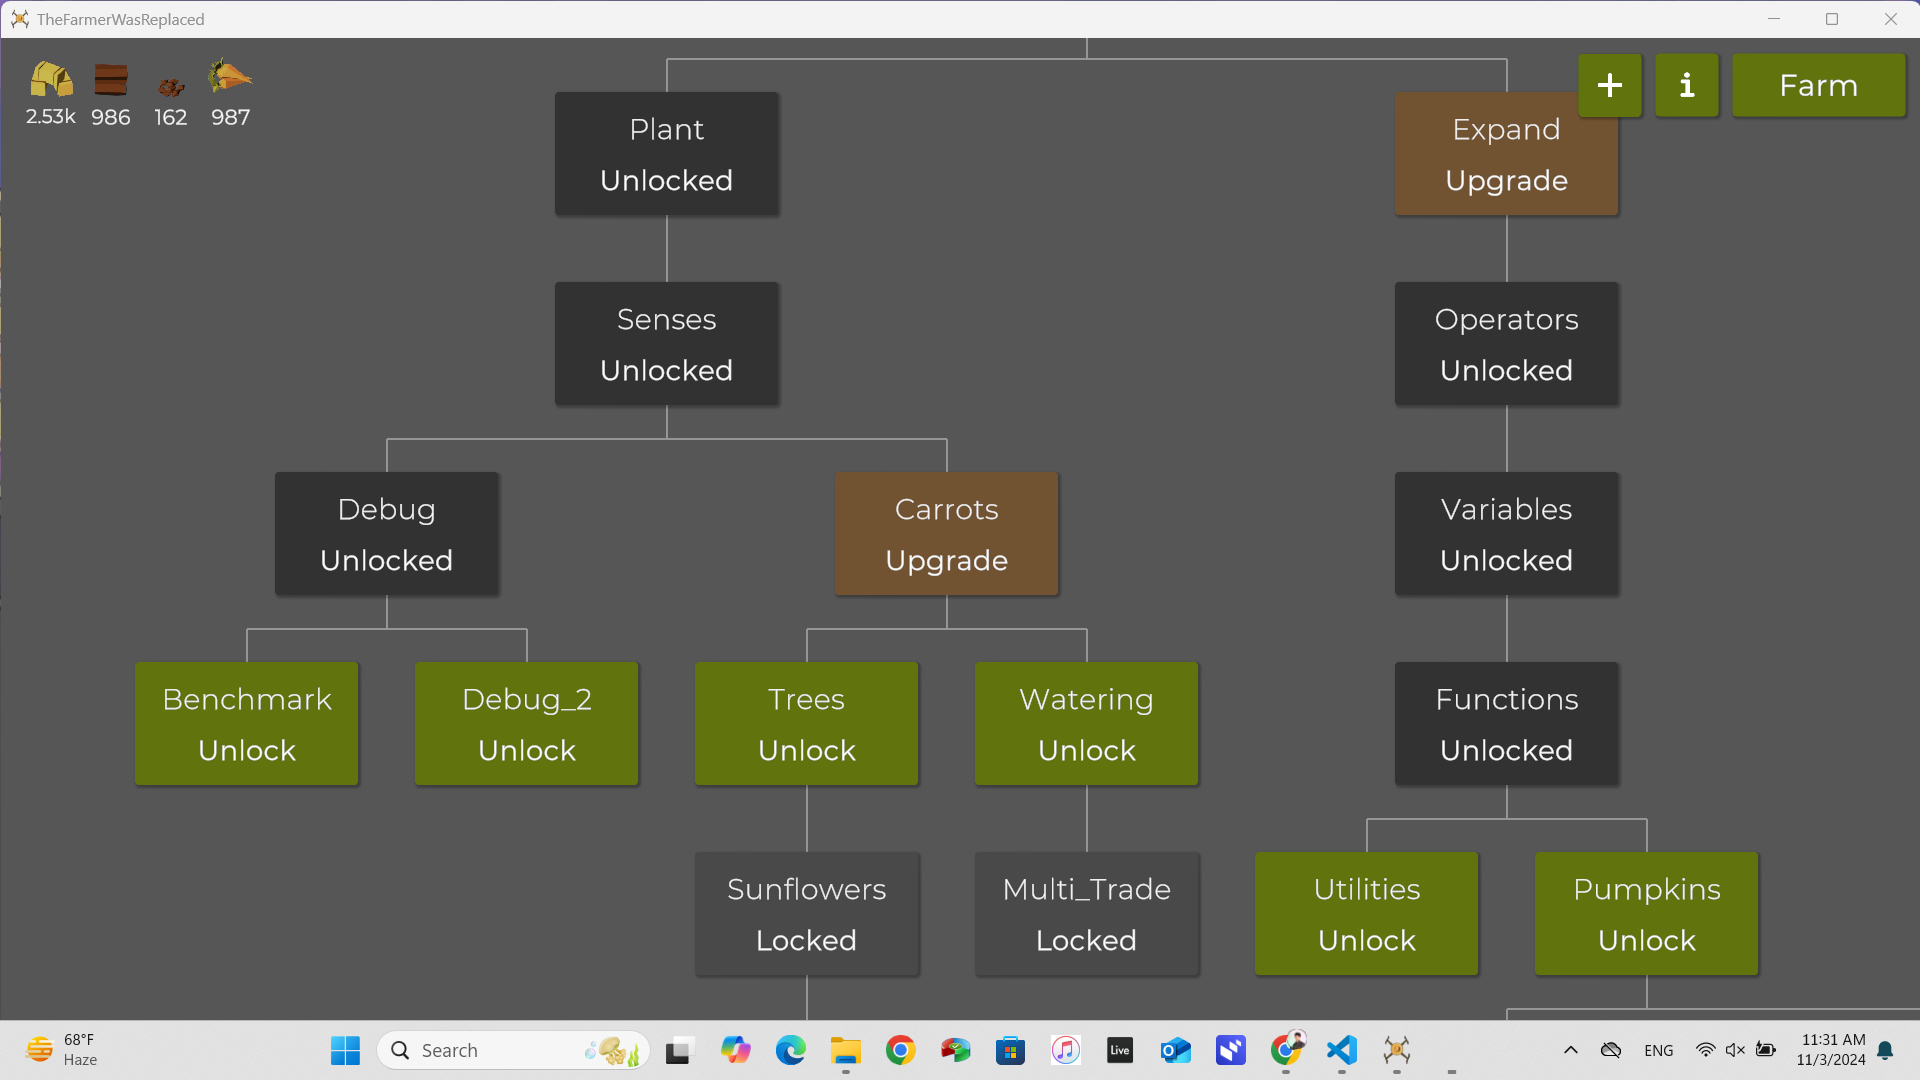 TheFarmerWasReplaced
2.53k 986 162 987
+ i Farm
Plant
Unlocked
Expand
Upgrade
Senses
Unlocked
Operators
Unlocked
Debug
Unlocked
Carrots
Upgrade
Variables
Unlocked
Benchmark
Unlock
Debug_2
Unlock
Trees
Unlock
Watering
Unlock
Functions
Unlocked
Sunflowers
Locked
Multi_Trade
Locked
Utilities
Unlock
Pumpkins
Unlock
68°F
Haze
Search
Live
ENG
11:31 AM
11/3/2024